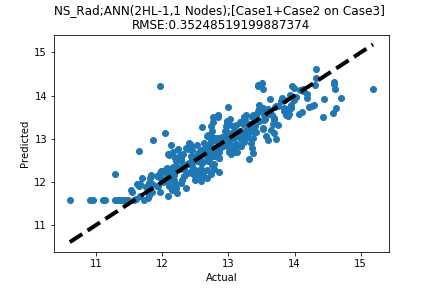 NS_Rad;ANN(2HL-1,1 Nodes);[Case1+Case2 on Case3]
RMSE:0.35248519199887374
15
14
13
12
11
Predicted
11
12
13
14
15
Actual